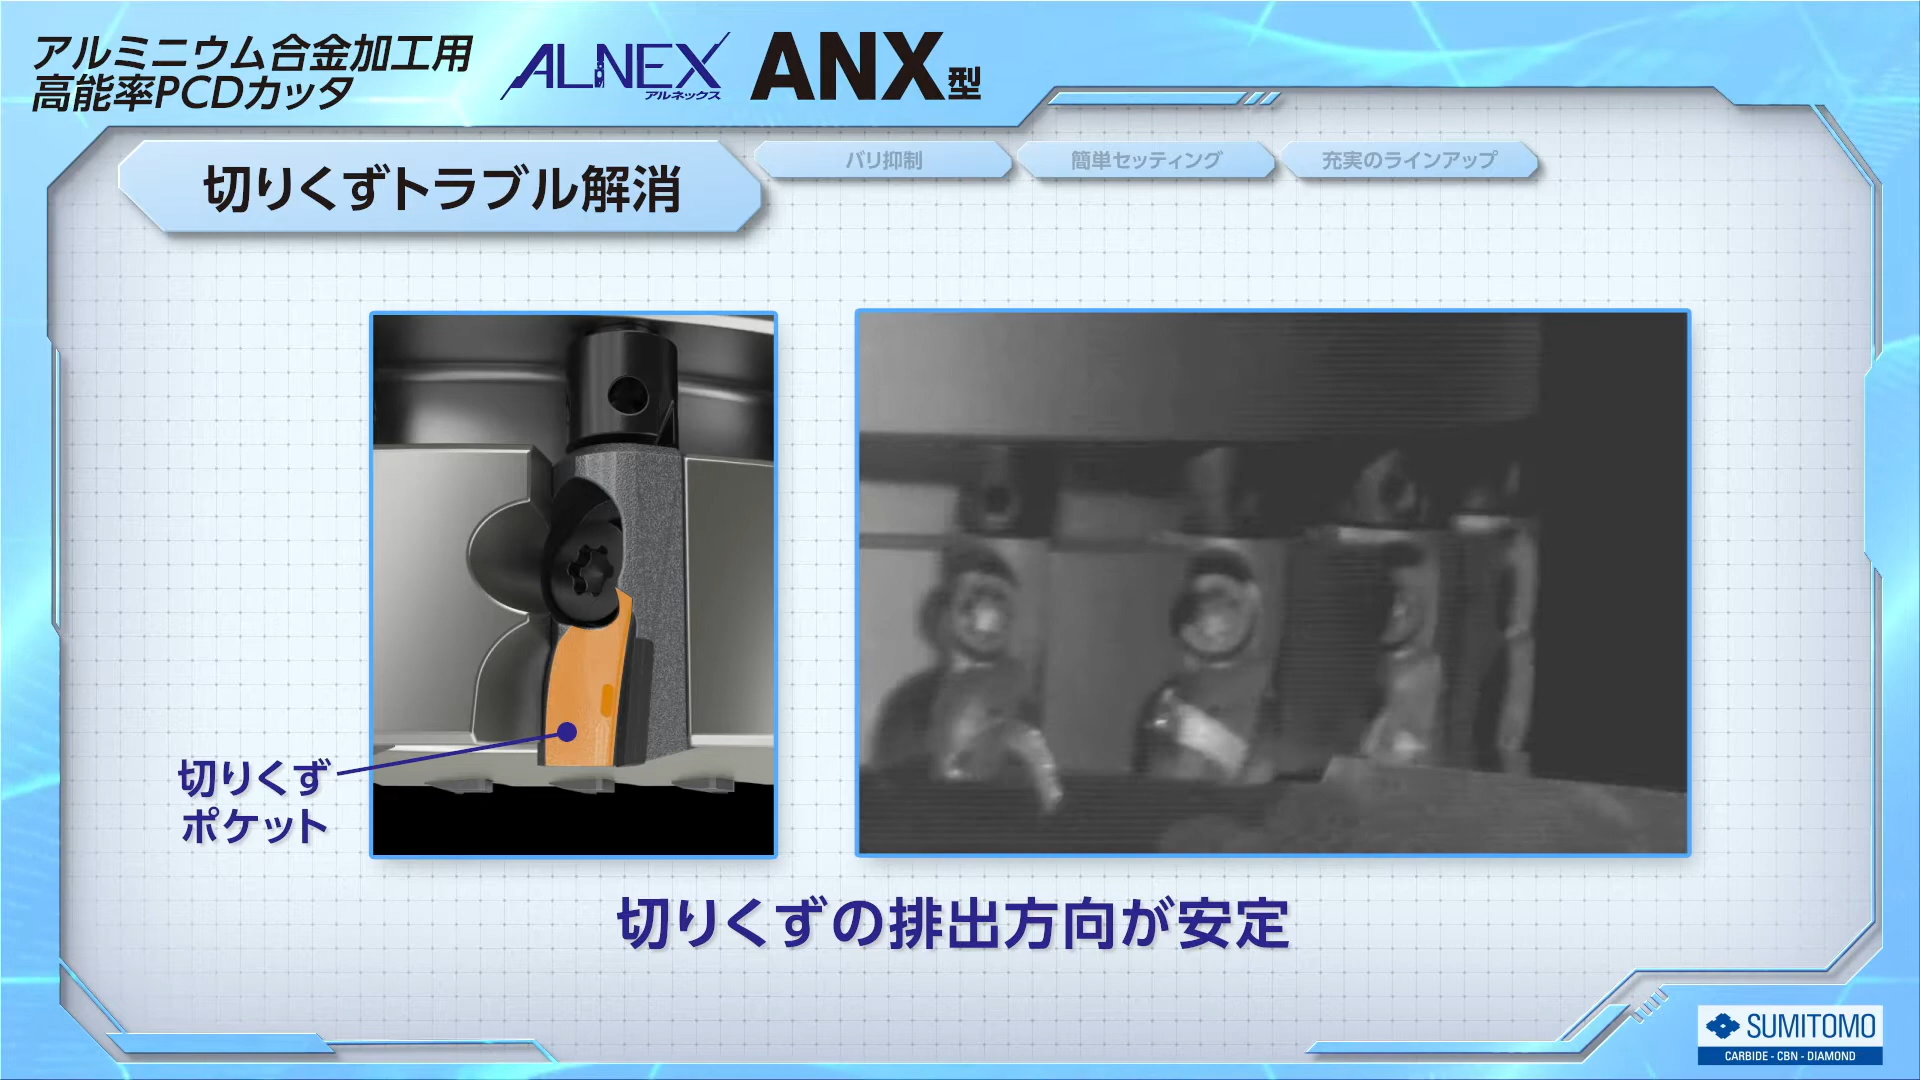 アルミニウム合金加工用
高能率PCDカッタ
ALNEX
アルネックス
ANX型
切りくずトラブル解消
バリ抑制
簡単セッティング
充実のラインアップ
切りくず
ポケット
切りくずの排出方向が安定
SUMITOMO
CARBIDE - CBN - DIAMOND